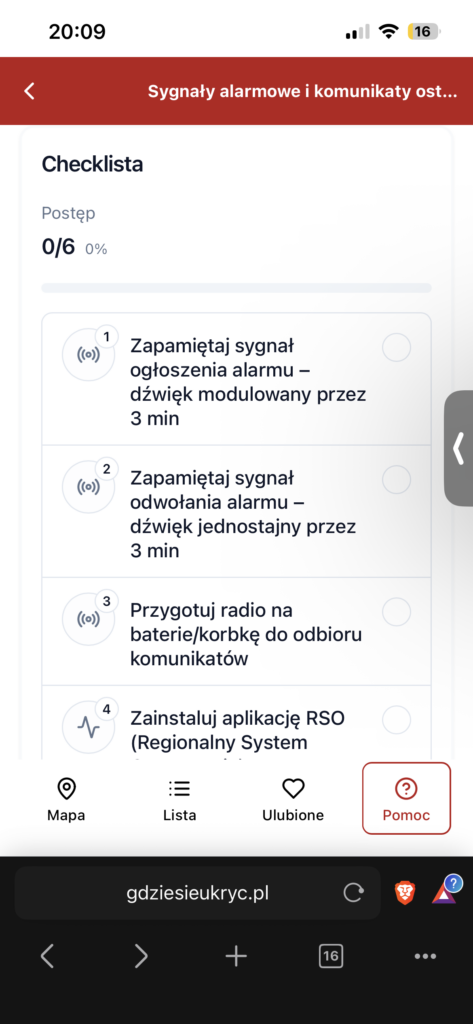 20:09
16
Sygnały alarmowe i komunikaty ost...
Checklista
Postęp
0/6 0%
1
Zapamiętaj sygnał
ogłoszenia alarmu –
dźwięk modulowany przez
3 min
2
Zapamiętaj sygnał
odwołania alarmu –
dźwięk jednostajny przez
3 min
3
Przygotuj radio na
baterie/korbkę do odbioru
komunikatów
4
Zainstaluj aplikację RSO
(Regionalny System
Mapa
Lista
Ulubione
Pomoc
gdziesieukryc.pl
16